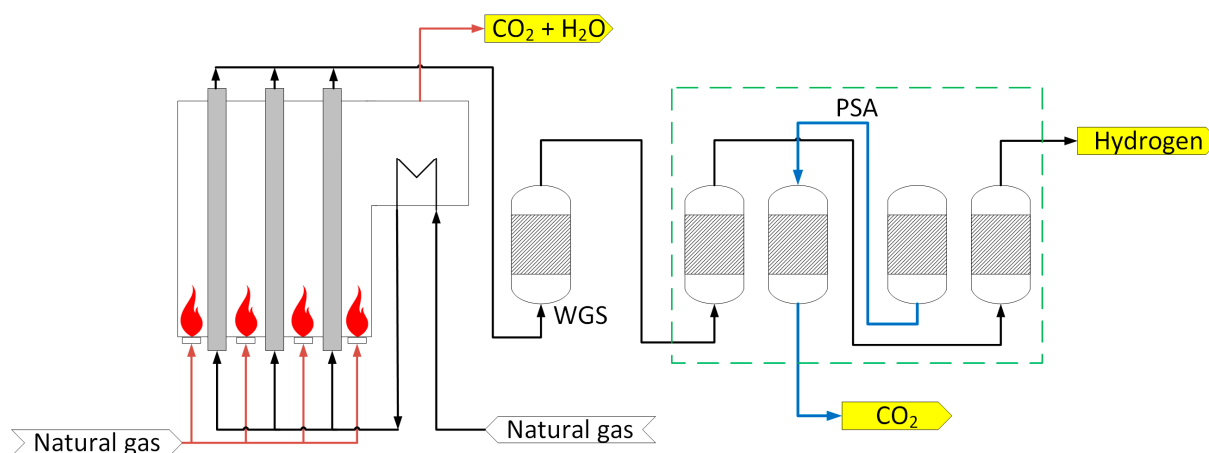 CO₂ + H₂O
PSA
Hydrogen
WGS
CO₂
Natural gas
Natural gas